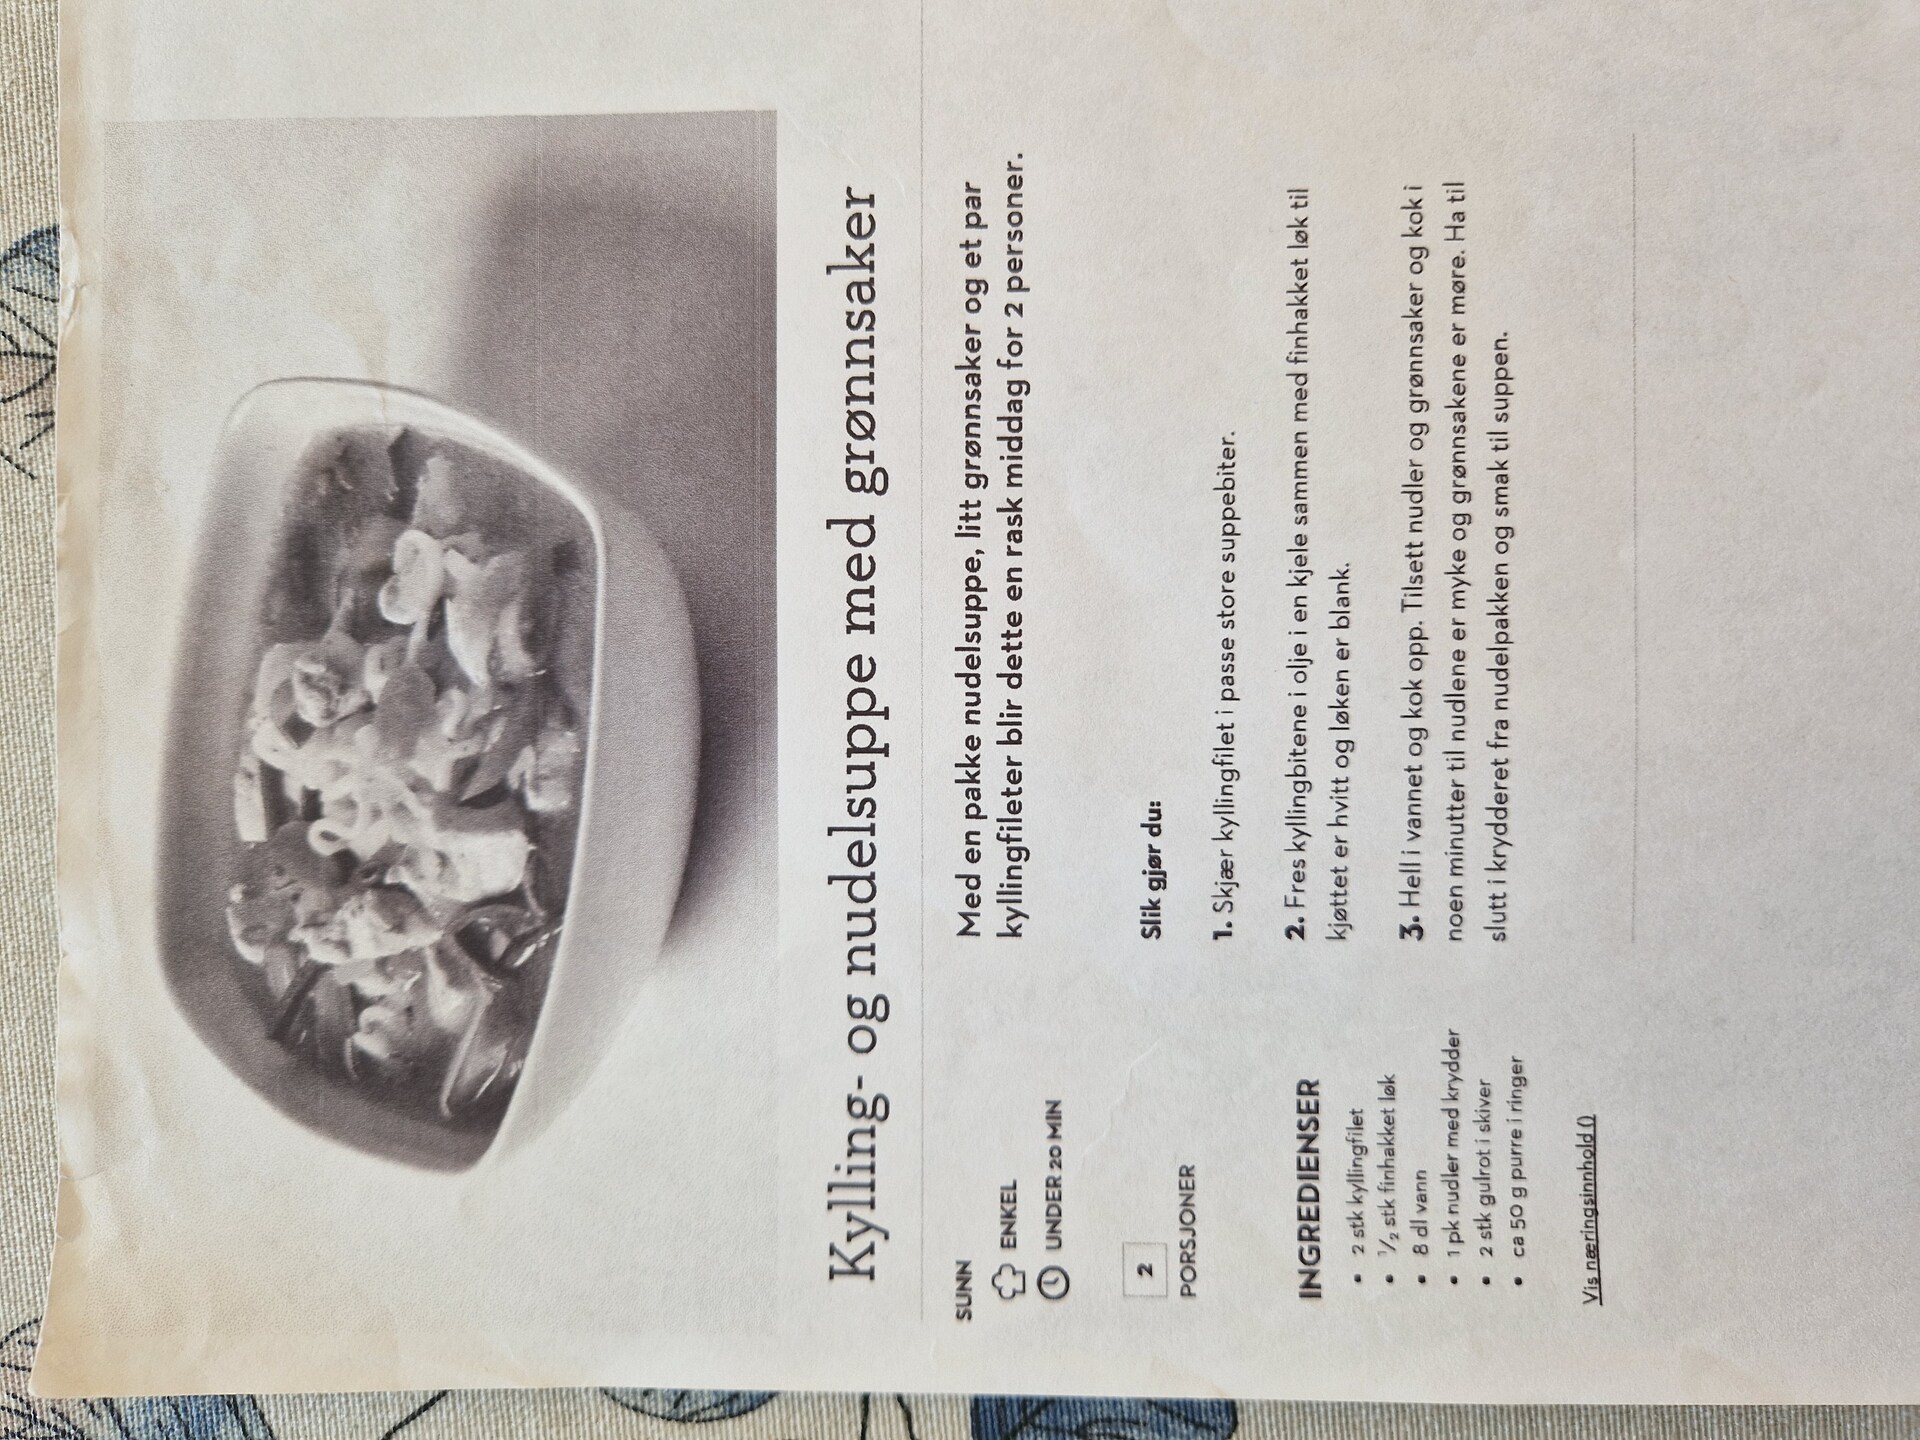 Kylling- og nudelsuppe med grønnsaker
SUNN
ENKEL
UNDER 20 MIN
2
PORSJONER
INGREDIENSER
• 2 stk kyllingfilet
• 1/2 stk finhakket løk
• 8 dl vann
• 1 pk nudler med krydder
• 2 stk gulrot i skiver
• ca 50 g purre i ringer
Vis næringsinnhold ()
Med en pakke nudelsuppe, litt grønnsaker og et par
kyllingfileter blir dette en rask middag for 2 personer.
Slik gjør du:
1. Skjær kyllingfilet i passe store suppebiter.
2. Fres kyllingbitene i olje i en kjele sammen med finhakket løk til
kjøttet er hvitt og løken er blank.
3. Hell i vannet og kok opp. Tilsett nudler og grønnsaker og kok i
noen minutter til nudlene er myke og grønnsakene er møre. Ha til
slutt i krydderet fra nudelpakken og smak til suppen.